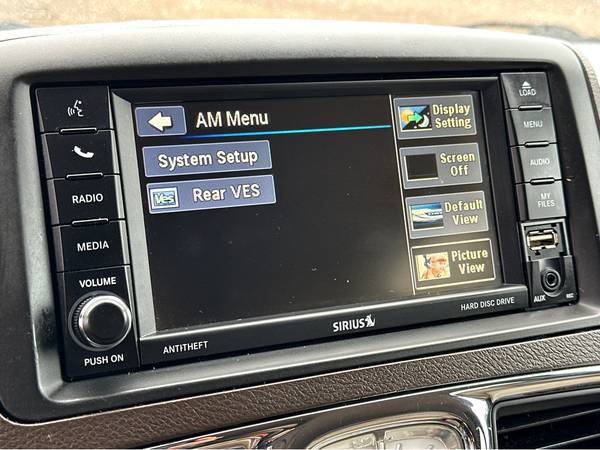 AM Menu
System Setup
Ves
Rear VES
Display
Setting
Screen
Off
Default
View
Picture
View
RADIO
MEDIA
VOLUME
PUSH ON
ANTITHEFT
SIRIUS
HARD DISC DRIVE
LOAD
MENU
AUDIO
MY
FILES
AUX
REC